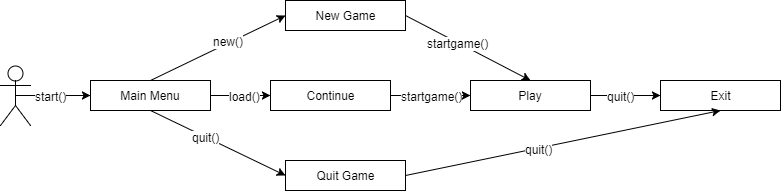 New Game
new()
startgame()
start()
Main Menu
load()
Continue
startgame()
Play
quit()
Exit
quit()
quit()
Quit Game